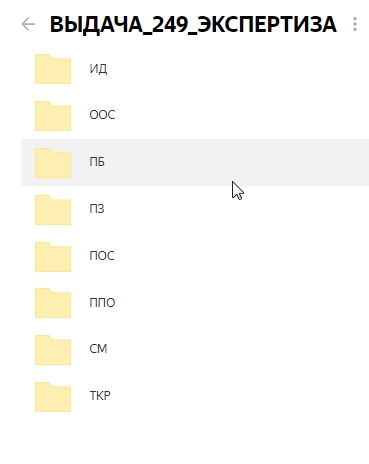 ВЫДАЧА_249_ЭКСПЕРТИЗА
ИД
ООС
ПБ
ПЗ
ПОС
ППО
СМ
ТКР